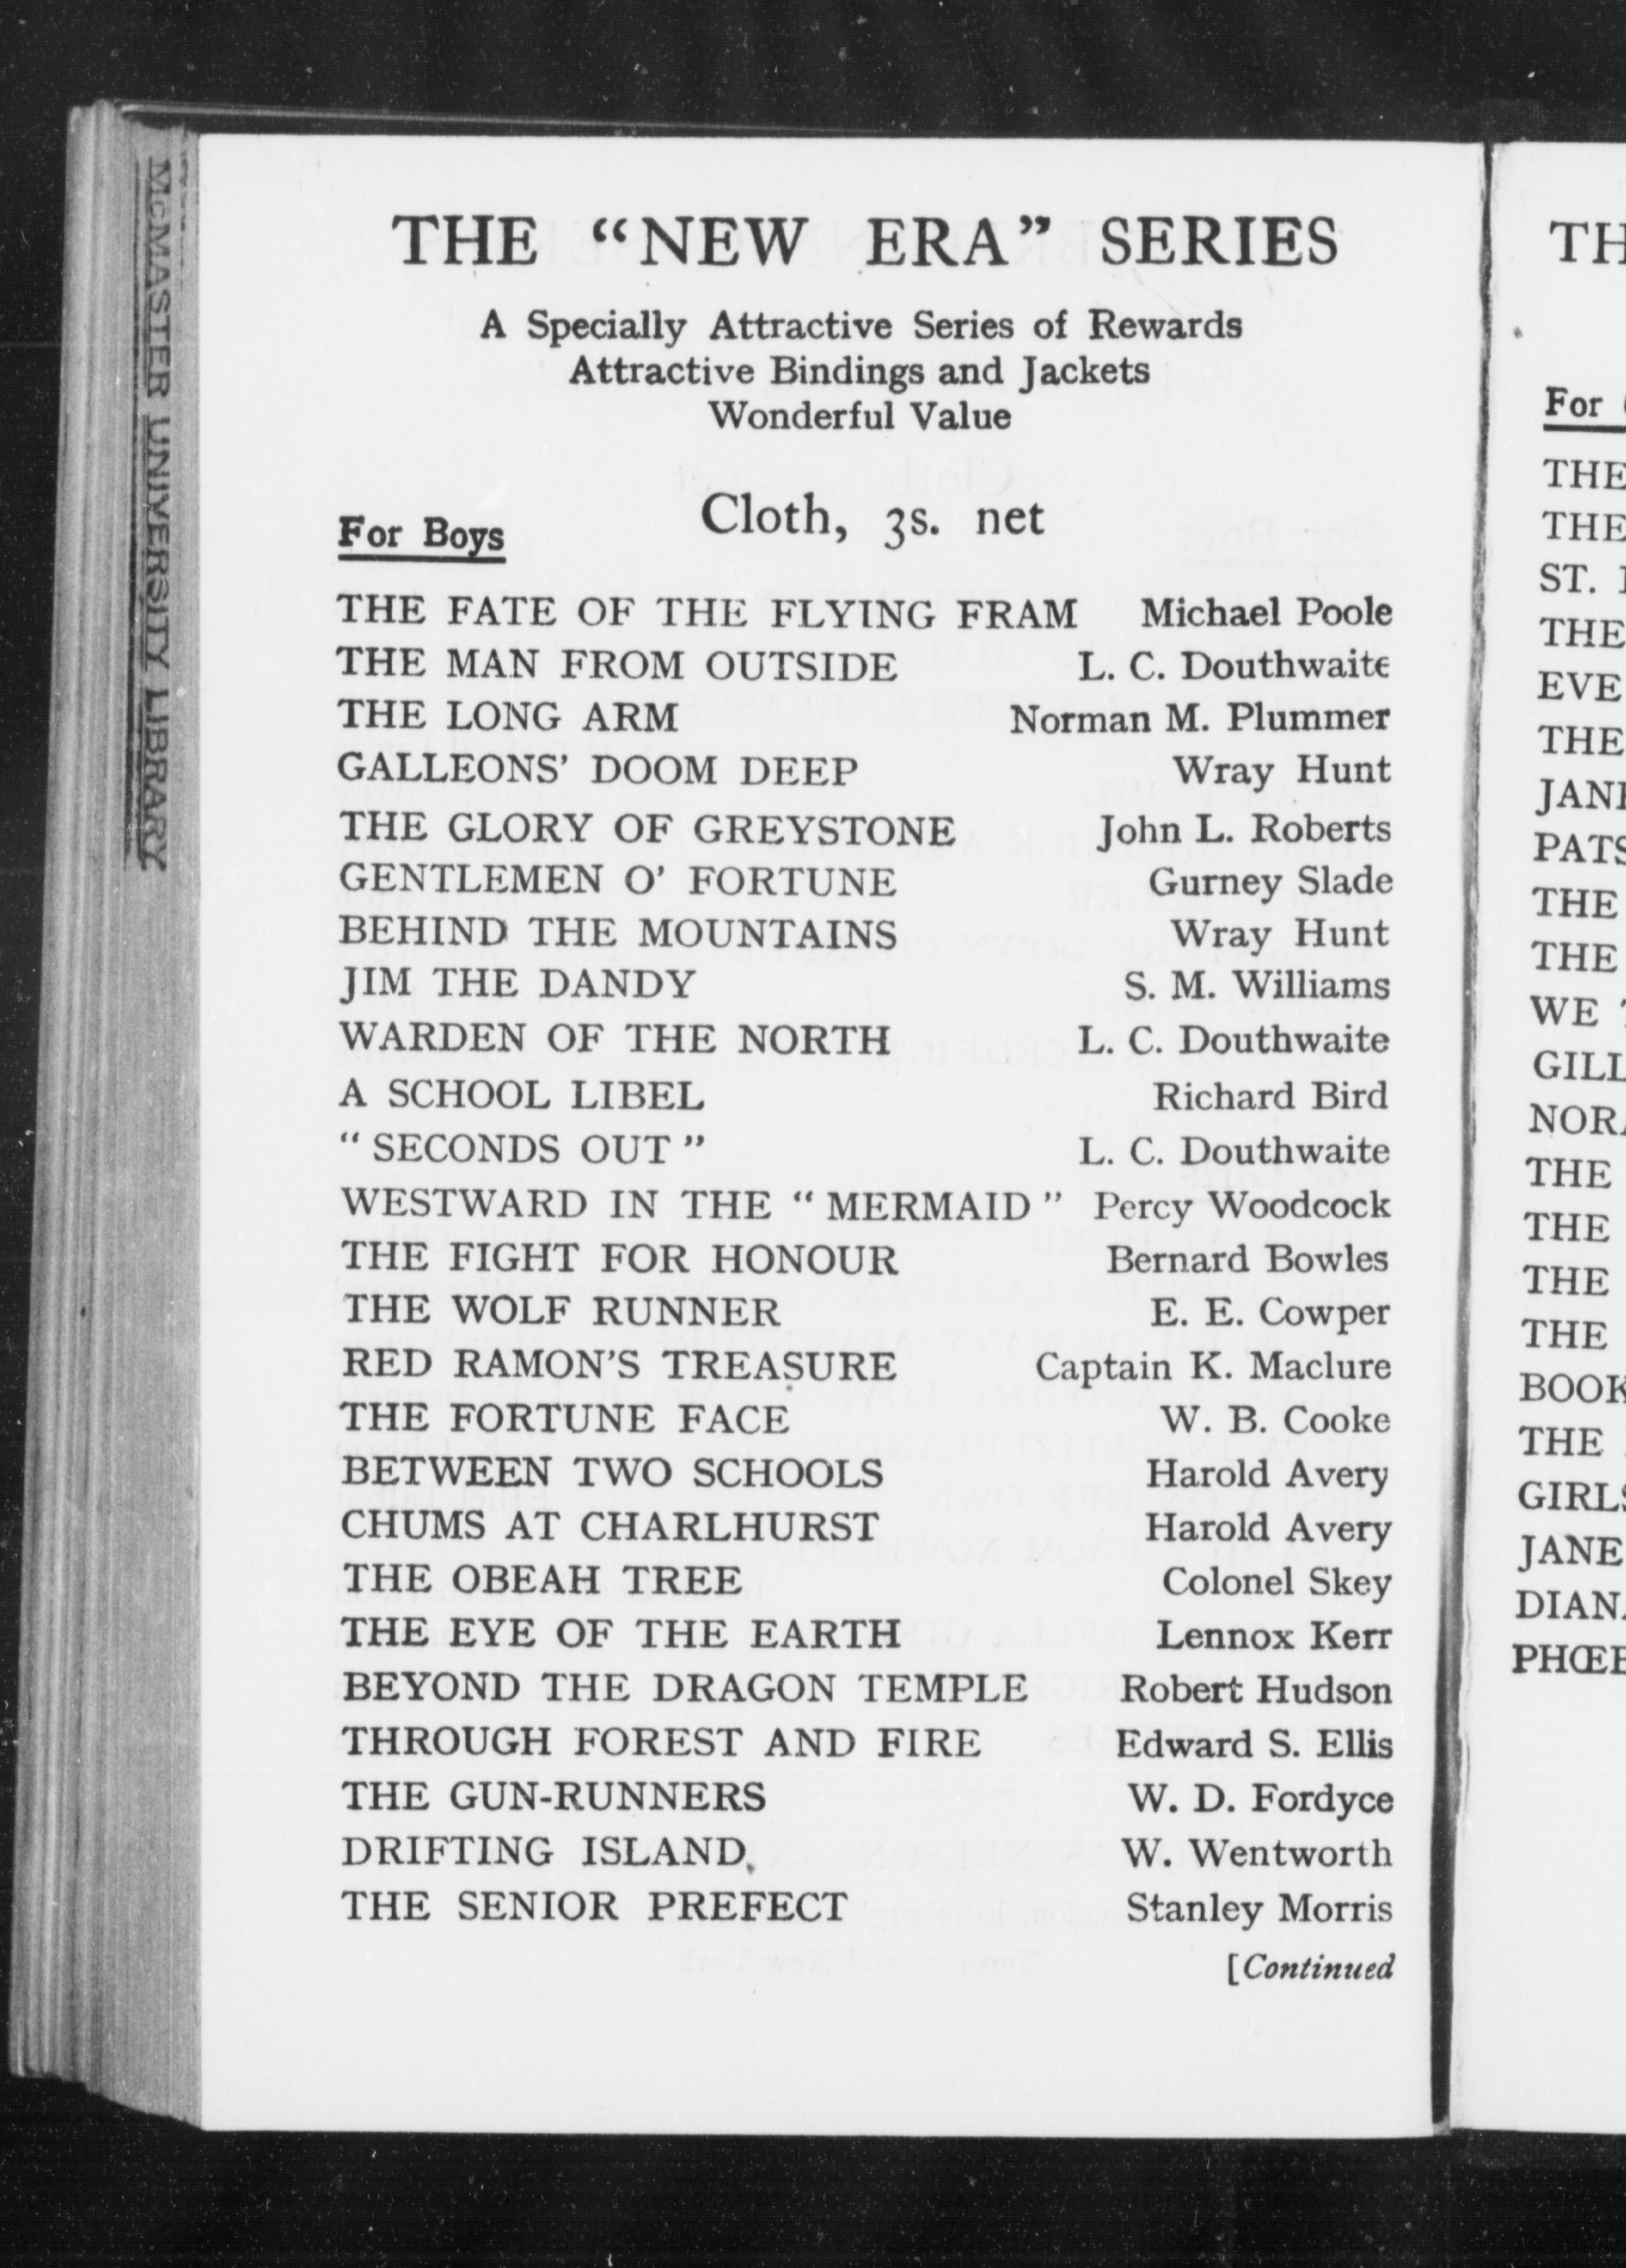 McMASTER UNIVERSITY LIBRARY
THE “NEW ERA” SERIES
A Specially Attractive Series of Rewards
Attractive Bindings and Jackets
Wonderful Value
Cloth, 3s. net
For Boys
THE FATE OF THE FLYING FRAM Michael Poole
THE MAN FROM OUTSIDE L. C. Douthwaite
THE LONG ARM Norman M. Plummer
GALLEONS’ DOOM DEEP Wray Hunt
THE GLORY OF GREYSTONE John L. Roberts
GENTLEMEN O’ FORTUNE Gurney Slade
BEHIND THE MOUNTAINS Wray Hunt
JIM THE DANDY S. M. Williams
WARDEN OF THE NORTH L. C. Douthwaite
A SCHOOL LIBEL Richard Bird
“SECONDS OUT” L. C. Douthwaite
WESTWARD IN THE “MERMAID” Percy Woodcock
THE FIGHT FOR HONOUR Bernard Bowles
THE WOLF RUNNER E. E. Cowper
RED RAMON’S TREASURE Captain K. Maclure
THE FORTUNE FACE W. B. Cooke
BETWEEN TWO SCHOOLS Harold Avery
CHUMS AT CHARLHURST Harold Avery
THE OBEAH TREE Colonel Skey
THE EYE OF THE EARTH Lennox Kerr
BEYOND THE DRAGON TEMPLE Robert Hudson
THROUGH FOREST AND FIRE Edward S. Ellis
THE GUN-RUNNERS W. D. Fordyce
DRIFTING ISLAND W. Wentworth
THE SENIOR PREFECT Stanley Morris
[Continued
For
THE
THE
ST.
THE
EVE
THE
THE
THE
WE
THE
THE
THE
THE
THE
JANE